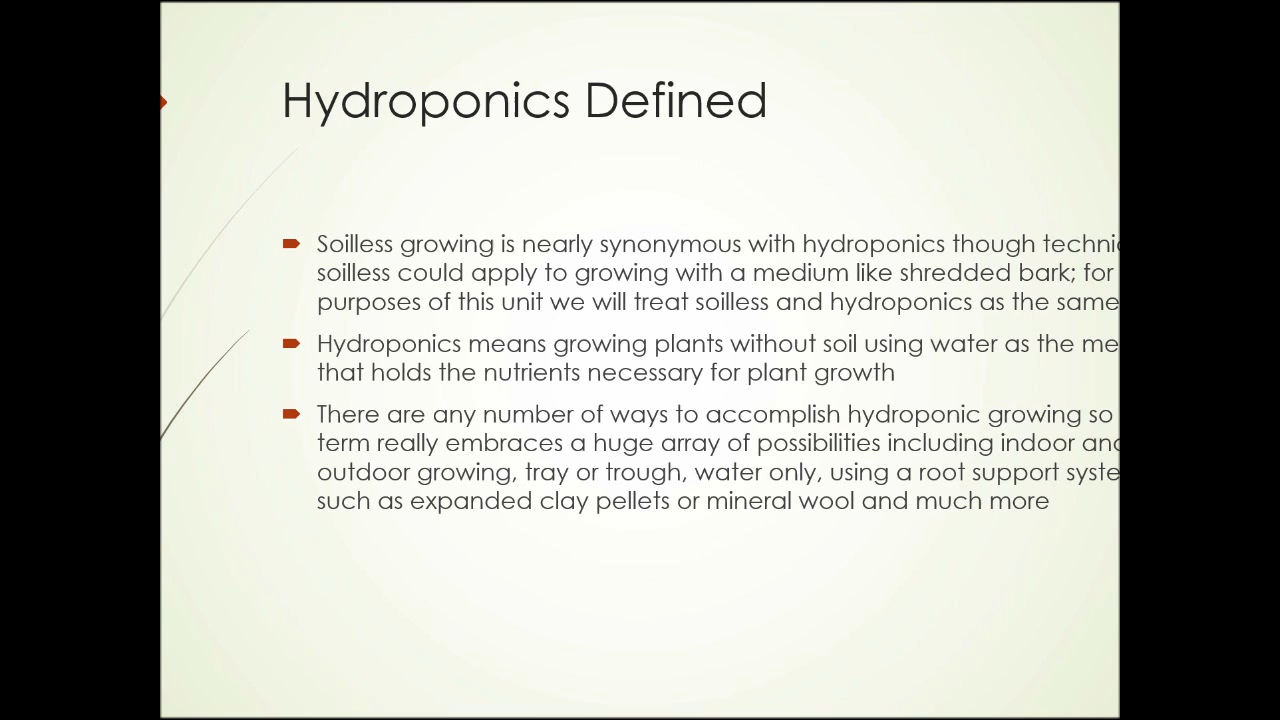 Hydroponics Defined
Soilless growing is nearly synonymous with hydroponics though
soilless could apply to growing with a medium like shredded bark; for
purposes of this unit we will treat soilless and hydroponics as the same
Hydroponics means growing plants without soil using water as the
that holds the nutrients necessary for plant growth
There are any number of ways to accomplish hydroponic growing so
term really embraces a huge array of possibilities including indoor and
outdoor growing, tray or trough, water only, using a root support
such as expanded clay pellets or mineral wool and much more